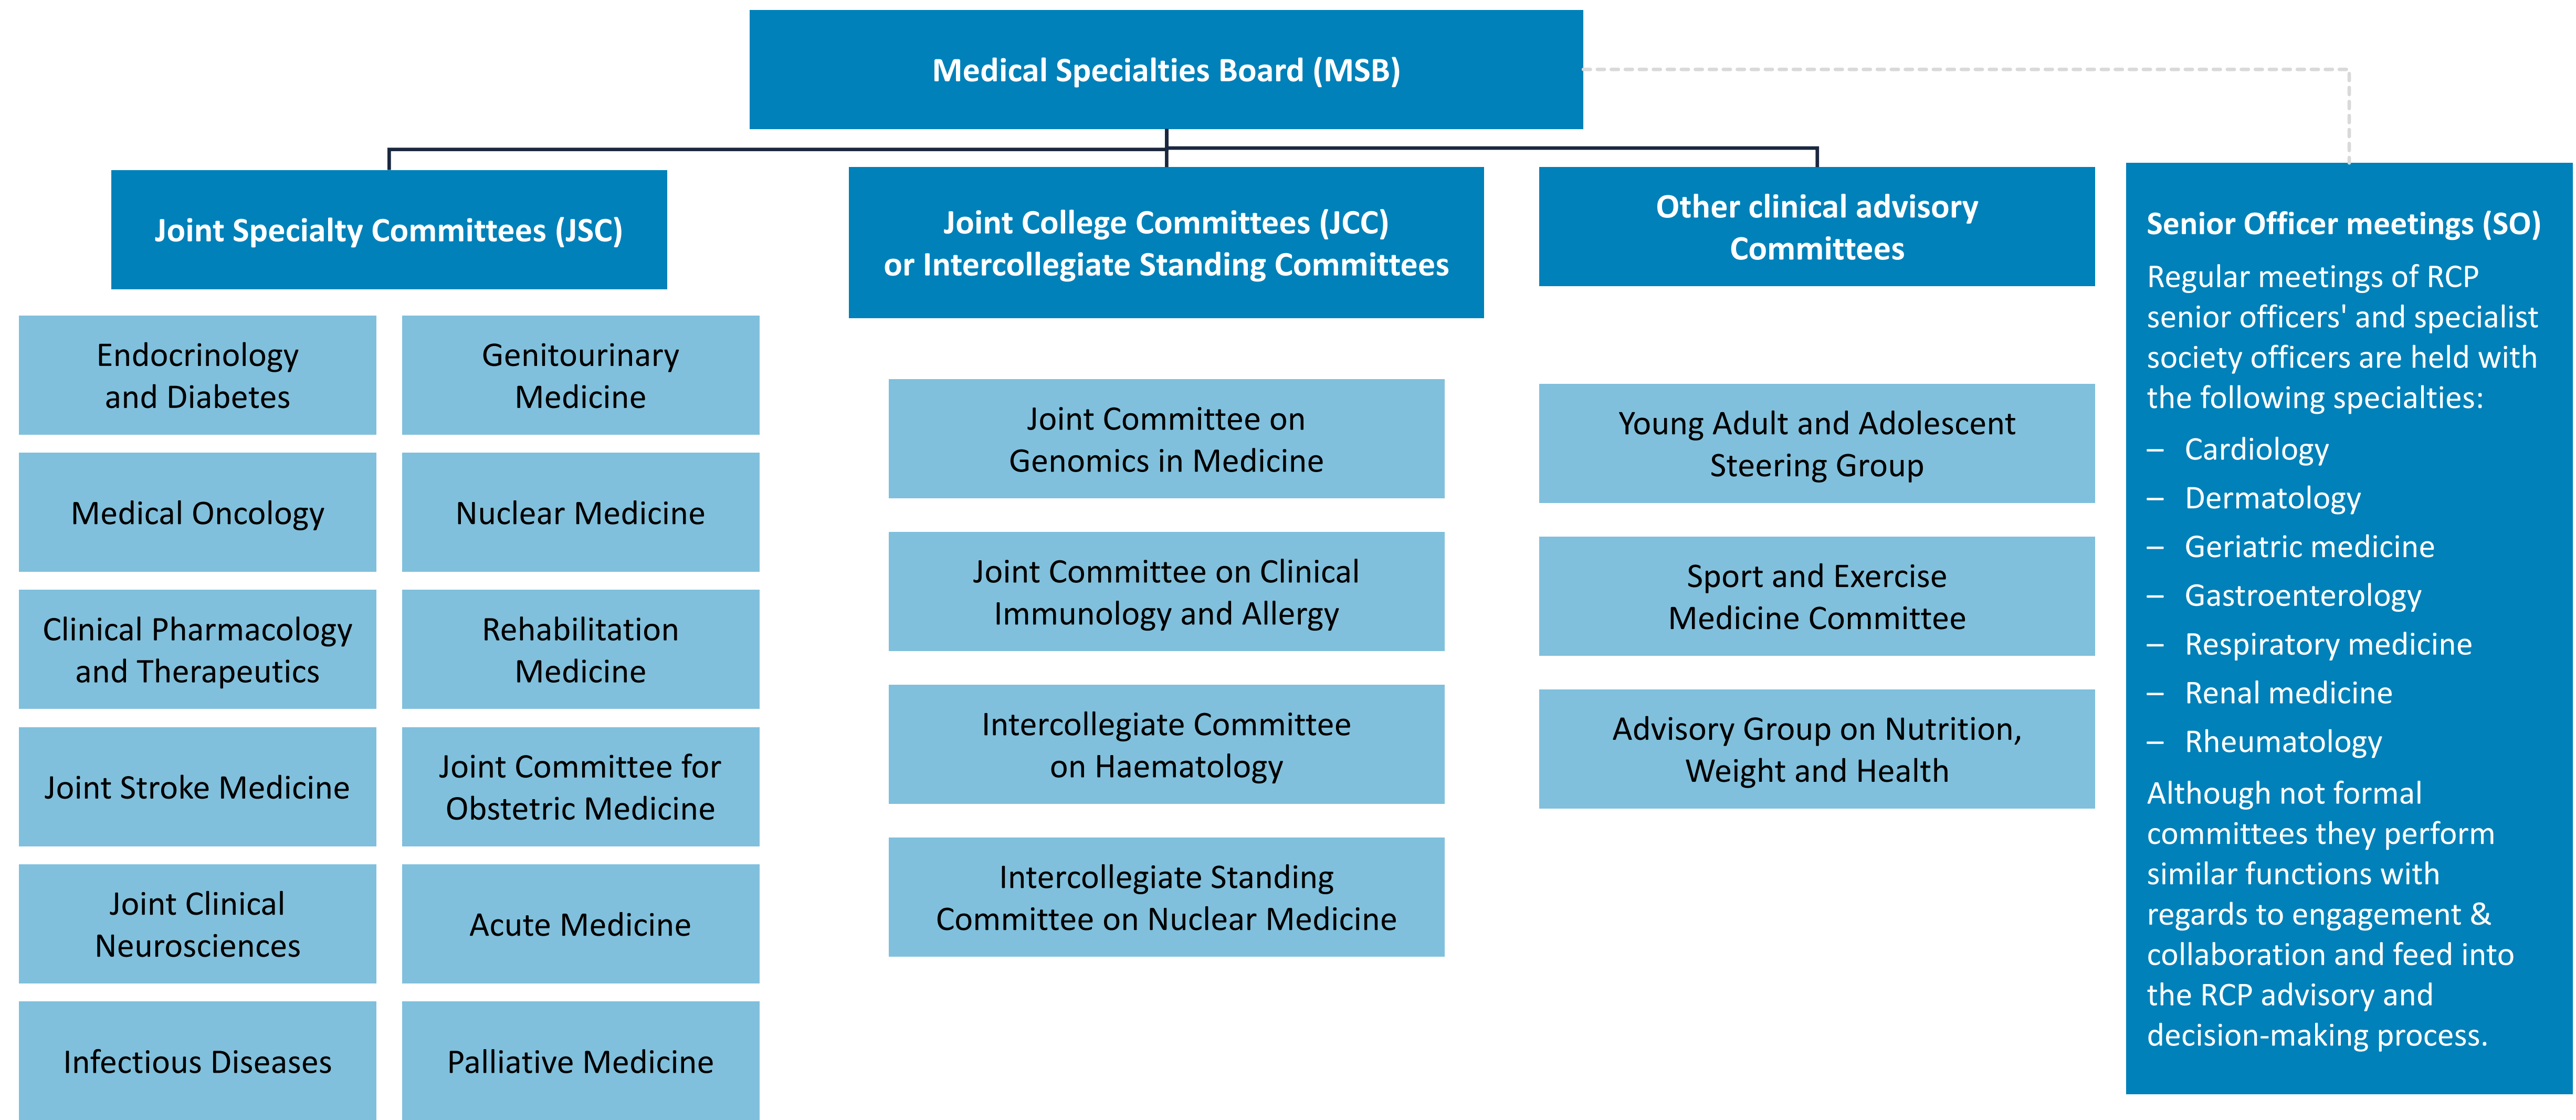 Medical Specialties Board (MSB)
Joint Specialty Committees (JSC)
Endocrinology
and Diabetes
Genitourinary
Medicine
Medical Oncology
Nuclear Medicine
Clinical Pharmacology
and Therapeutics
Rehabilitation
Medicine
Joint Stroke Medicine
Joint Committee for
Obstetric Medicine
Joint Clinical
Neurosciences
Acute Medicine
Infectious Diseases
Palliative Medicine
Joint College Committees (JCC)
or Intercollegiate Standing Committees
Joint Committee on
Genomics in Medicine
Joint Committee on Clinical
Immunology and Allergy
Intercollegiate Committee
on Haematology
Intercollegiate Standing
Committee on Nuclear Medicine
Other clinical advisory
Committees
Young Adult and Adolescent
Steering Group
Sport and Exercise
Medicine Committee
Advisory Group on Nutrition,
Weight and Health
Senior Officer meetings (SO)
Regular meetings of RCP
senior officers' and specialist
society officers are held with
the following specialties:
– Cardiology
– Dermatology
– Geriatric medicine
– Gastroenterology
– Respiratory medicine
– Renal medicine
– Rheumatology
Although not formal
committees they perform
similar functions with
regards to engagement &
collaboration and feed into
the RCP advisory and
decision-making process.